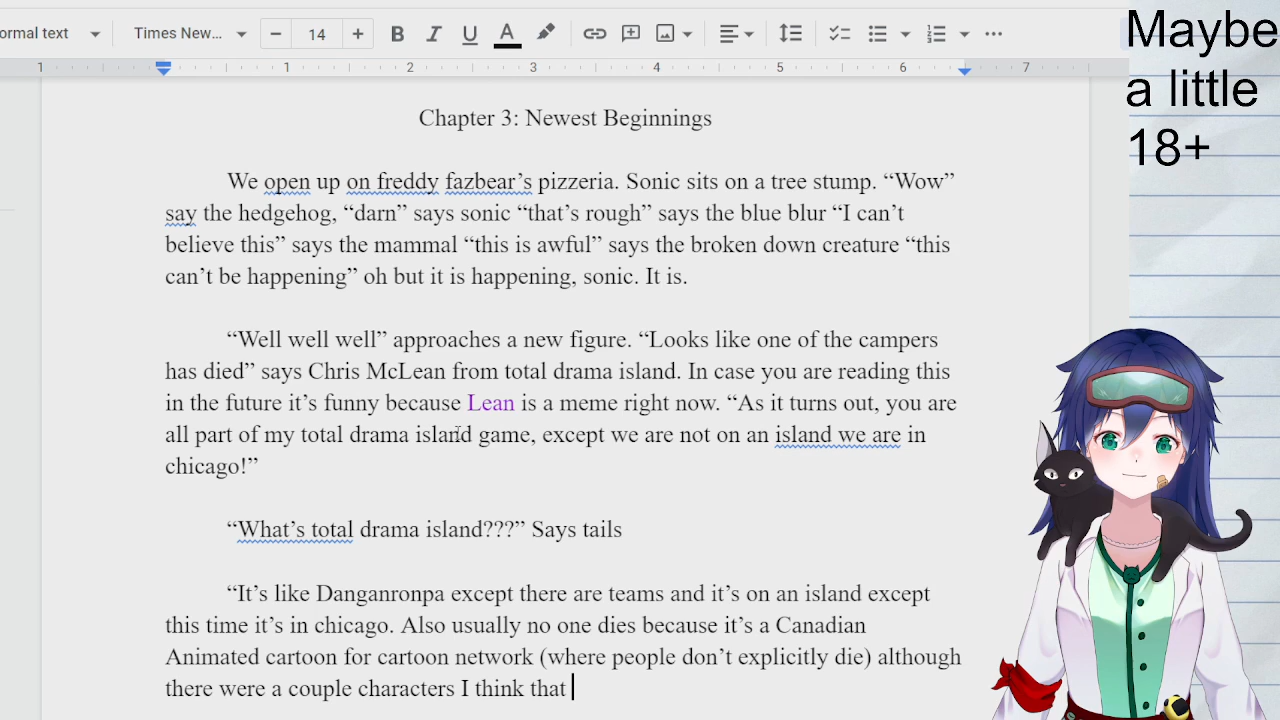 ormal text
Times New...
14
B I U A
1 1 2 3 4 5 6 7
Maybe
a little
18+
Chapter 3: Newest Beginnings
We open up on freddy fazbear’s pizzeria. Sonic sits on a tree stump. “Wow”
say the hedgehog, “darn” says sonic “that’s rough” says the blue blur “I can’t
believe this” says the mammal “this is awful” says the broken down creature “this
can’t be happening” oh but it is happening, sonic. It is.
“Well well well” approaches a new figure. “Looks like one of the campers
has died” says Chris McLean from total drama island. In case you are reading this
in the future it’s funny because Lean is a meme right now. “As it turns out, you are
all part of my total drama island game, except we are not on an island we are in
chicago!”
“What’s total drama island???” Says tails
“It’s like Danganronpa except there are teams and it’s on an island except
this time it’s in chicago. Also usually no one dies because it’s a Canadian
Animated cartoon for cartoon network (where people don’t explicitly die) although
there were a couple characters I think that